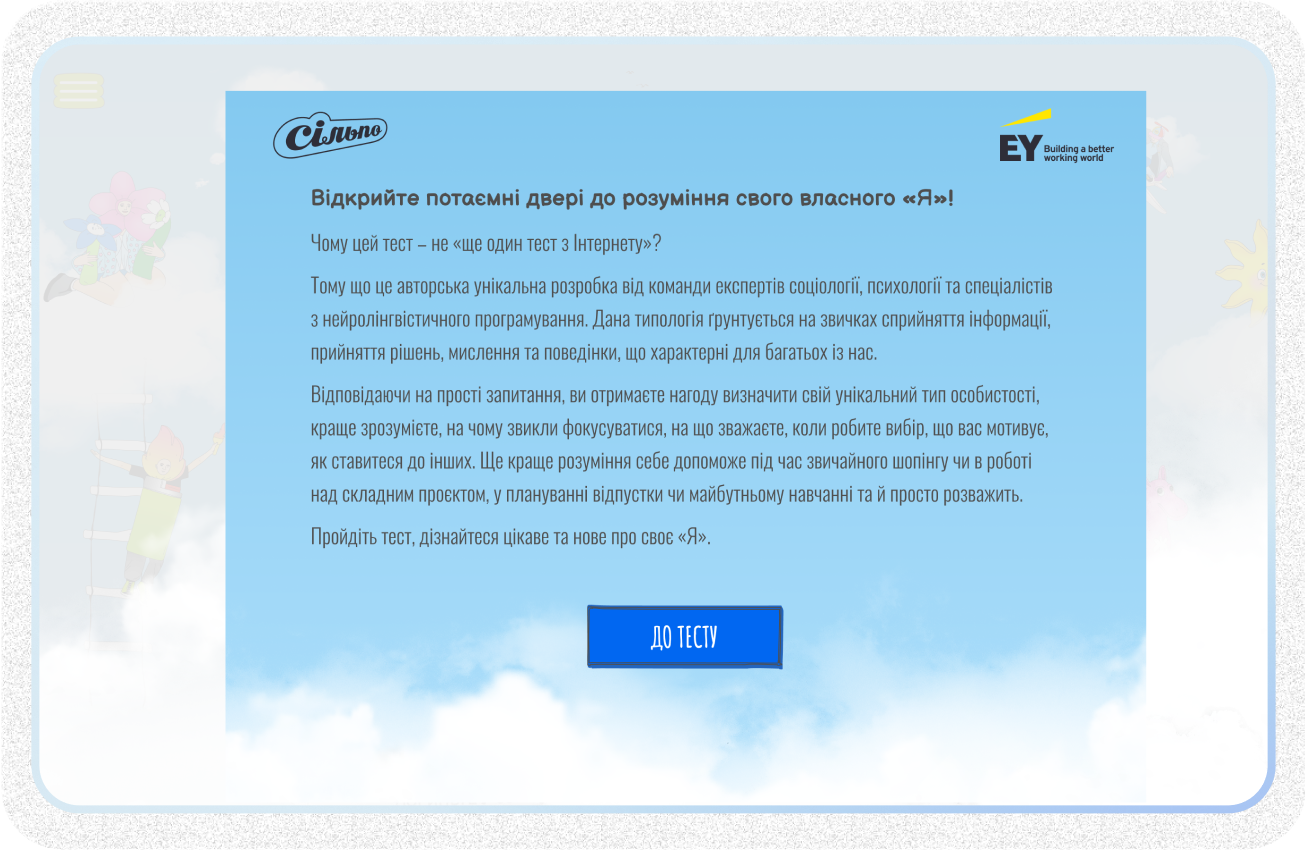 Сільпо
EY Building a better
working world
Відкрийте потаємні двері до розуміння свого власного «Я»!
Чому цей тест – не «ще один тест з Інтернету»?
Тому що це авторська унікальна розробка від команди експертів соціології, психології та спеціалістів
з нейролінгвістичного програмування. Дана типологія ґрунтується на звичках сприйняття інформації,
прийняття рішень, мислення та поведінки, що характерні для багатьох із нас.
Відповідаючи на прості запитання, ви отримаєте нагоду визначити свій унікальний тип особистості,
краще зрозумієте, на чому звикли фокусуватися, на що зважаєте, коли робите вибір, що вас мотивує,
як ставитеся до інших. Ще краще розуміння себе допоможе під час звичайного шопінгу чи в роботі
над складним проєктом, у плануванні відпустки чи майбутньому навчанні та й просто розважить.
Пройдіть тест, дізнайтеся цікаве та нове про своє «Я».
ДО ТЕСТУ